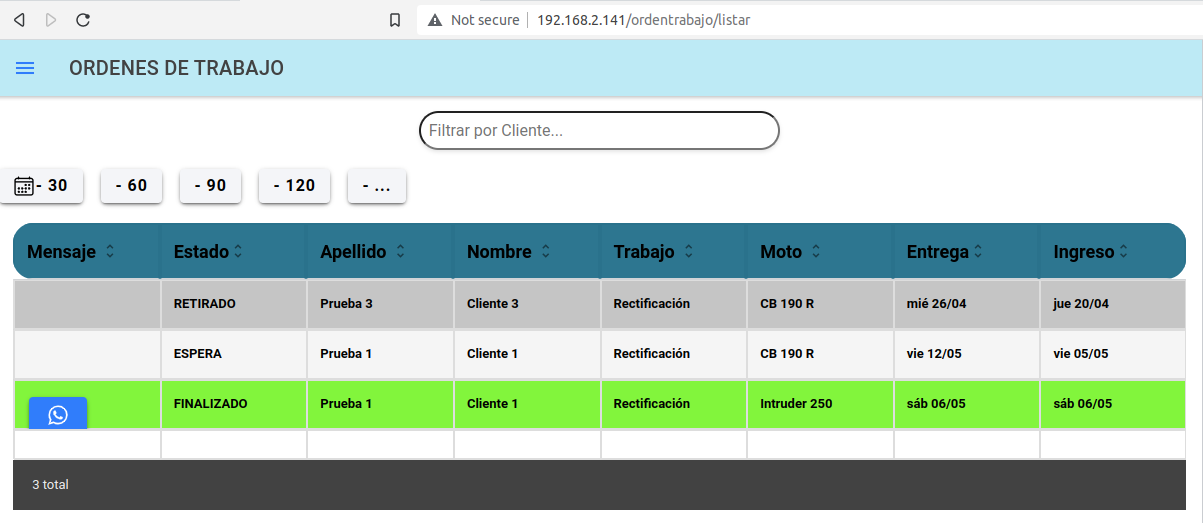 Not secure 192.168.2.141/ordentrabajo/listar
ORDENES DE TRABAJO
Filtrar por Cliente...
- 30 - 60 - 90 - 120 - ...
Mensaje Estado Apellido Nombre Trabajo Moto Entrega Ingreso
RETIRADO Prueba 3 Cliente 3 Rectificación CB 190 R mié 26/04 jue 20/04
ESPERA Prueba 1 Cliente 1 Rectificación CB 190 R vie 12/05 vie 05/05
FINALIZADO Prueba 1 Cliente 1 Rectificación Intruder 250 sáb 06/05 sáb 06/05
3 total